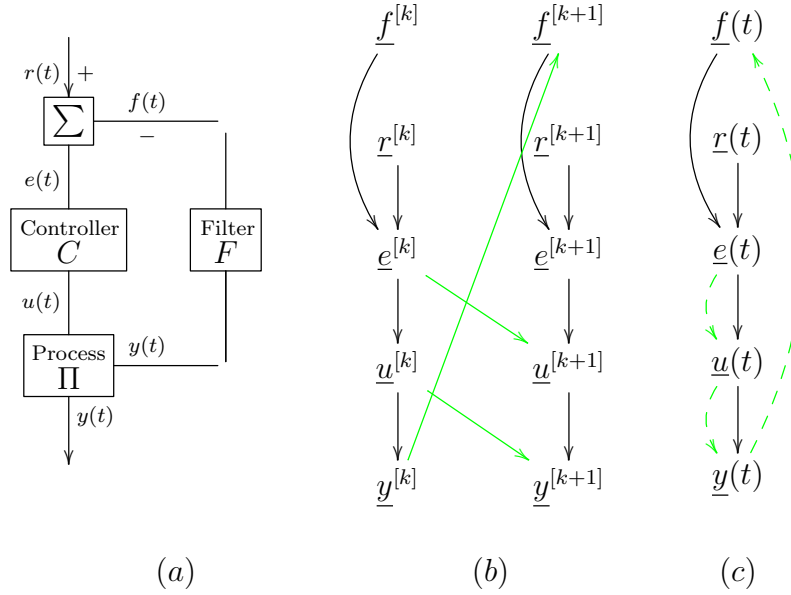 r(t) +
∑
f(t)
−
e(t)
Controller
C
Filter
F
u(t)
Process
Π
y(t)
y(t)
(a)
f^{[k]}
f^{[k+1]}
r^{[k]}
r^{[k+1]}
e^{[k]}
e^{[k+1]}
u^{[k]}
u^{[k+1]}
y^{[k]}
y^{[k+1]}
(b)
f(t)
r(t)
e(t)
u(t)
y(t)
(c)